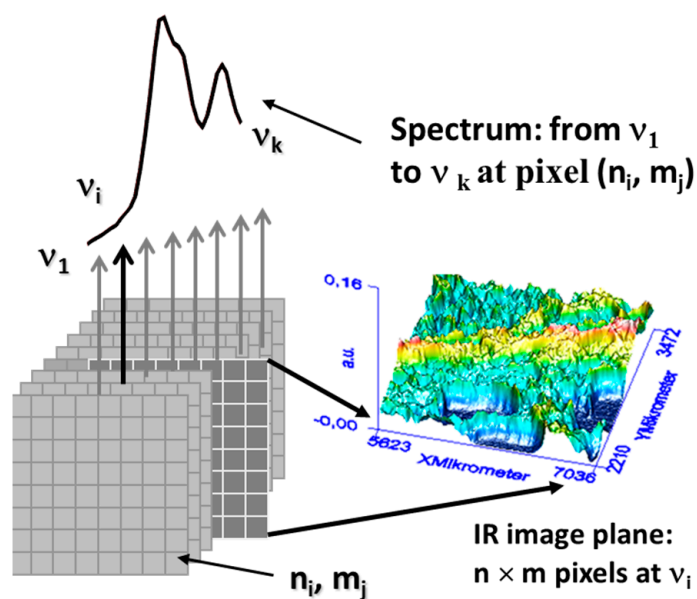 νk
Spectrum: from ν1
to ν k at pixel (ni, mj)
νi
ν1
0,16
a.u.
-0,00
5623
XMikrometer
7036
2210
YMikrometer
3472
IR image plane:
n × m pixels at νi
ni, mj